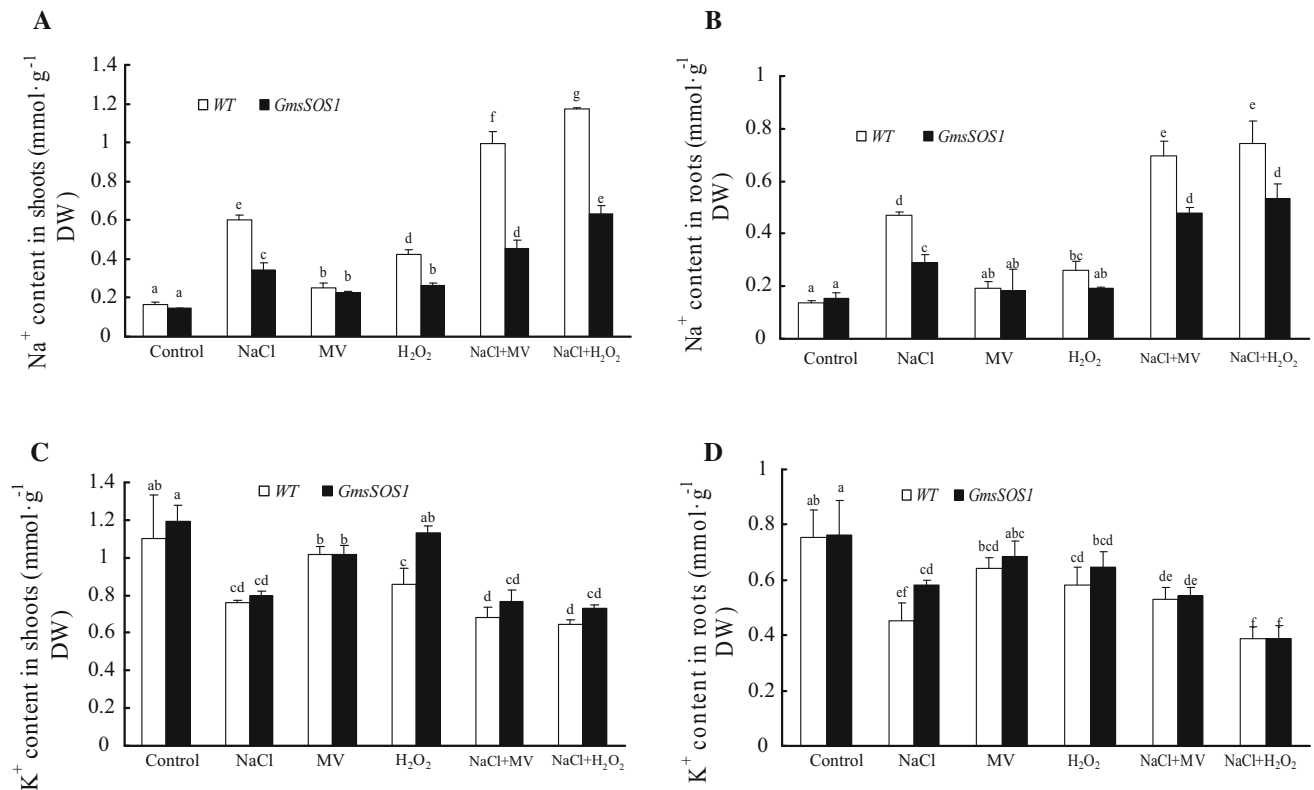 A
Na⁺ content in shoots (mmol·g⁻¹
DW)
1.4
1.2
1
0.8
0.6
0.4
0.2
0
WT GmsSOS1
a a e c b b d b f d g e
Control NaCl MV H₂O₂ NaCl+MV NaCl+H₂O₂
B
Na⁺ content in roots (mmol·g⁻¹
DW)
1
0.8
0.6
0.4
0.2
0
WT GmsSOS1
a a d c ab ab bc ab e d e d
Control NaCl MV H₂O₂ NaCl+MV NaCl+H₂O₂
C
K⁺ content in shoots (mmol·g⁻¹
DW)
1.4
1.2
1
0.8
0.6
0.4
0.2
0
WT GmsSOS1
ab a cd cd b b c ab d cd d cd
Control NaCl MV H₂O₂ NaCl+MV NaCl+H₂O₂
D
K⁺ content in roots (mmol·g⁻¹
DW)
1
0.8
0.6
0.4
0.2
0
WT GmsSOS1
ab a ef cd bcd abc cd bcd de de f f
Control NaCl MV H₂O₂ NaCl+MV NaCl+H₂O₂